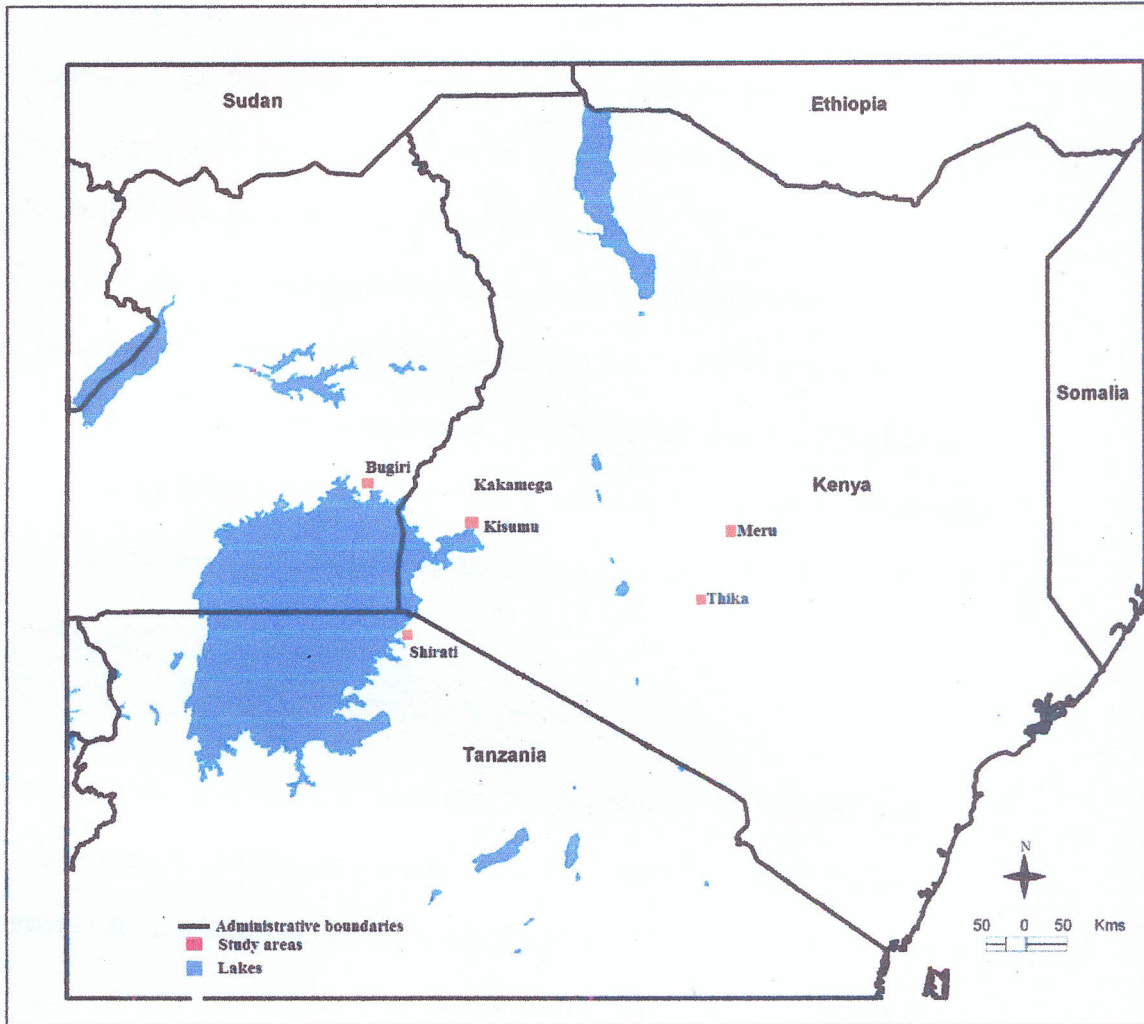 Sudan
Ethiopia
Somalia
Bugiri
Kakamega
Kenya
Kisumu
Meru
Thika
Shirati
Tanzania
N
Administrative boundaries
50 0 50 Kms
Study areas
Lakes